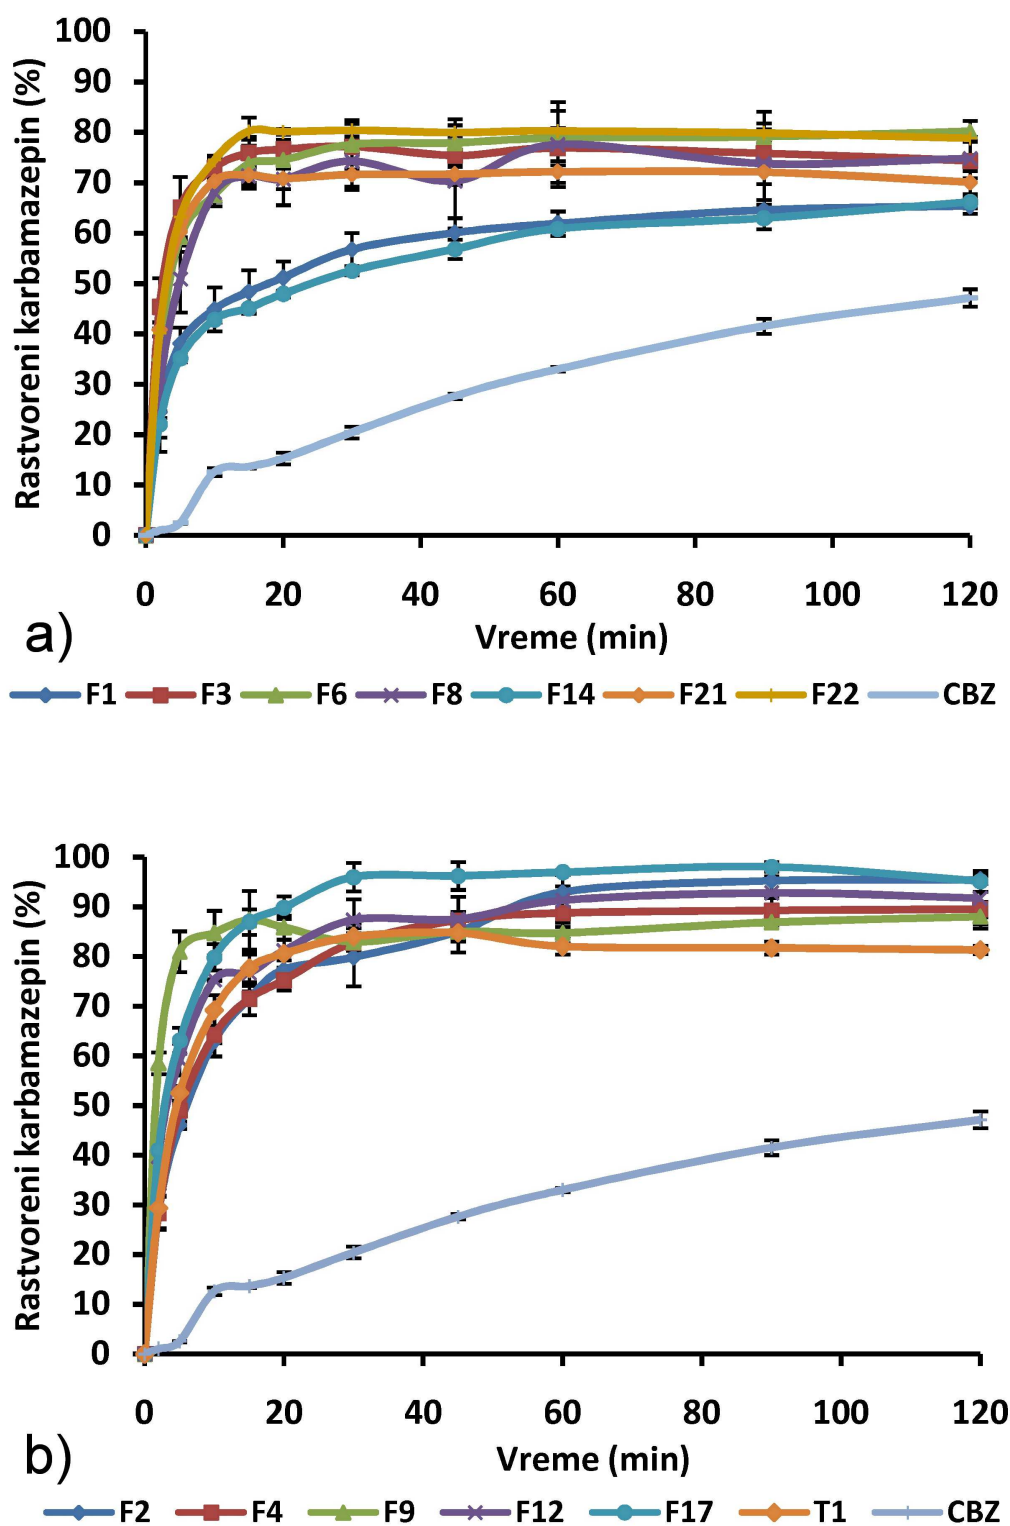 100
90
80
70
60
50
40
30
20
10
0
Rastvoreni karbamazepin (%)
0 20 40 60 80 100 120
Vreme (min)
a)
F1 F3 F6 F8 F14 F21 F22 CBZ
100
90
80
70
60
50
40
30
20
10
0
Rastvoreni karbamazepin (%)
0 20 40 60 80 100 120
Vreme (min)
b)
F2 F4 F9 F12 F17 T1 CBZ